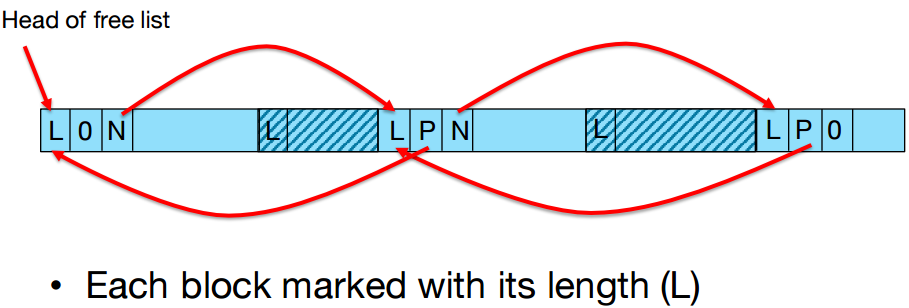 Head of free list
L 0 N L L P N L L P 0
• Each block marked with its length (L)